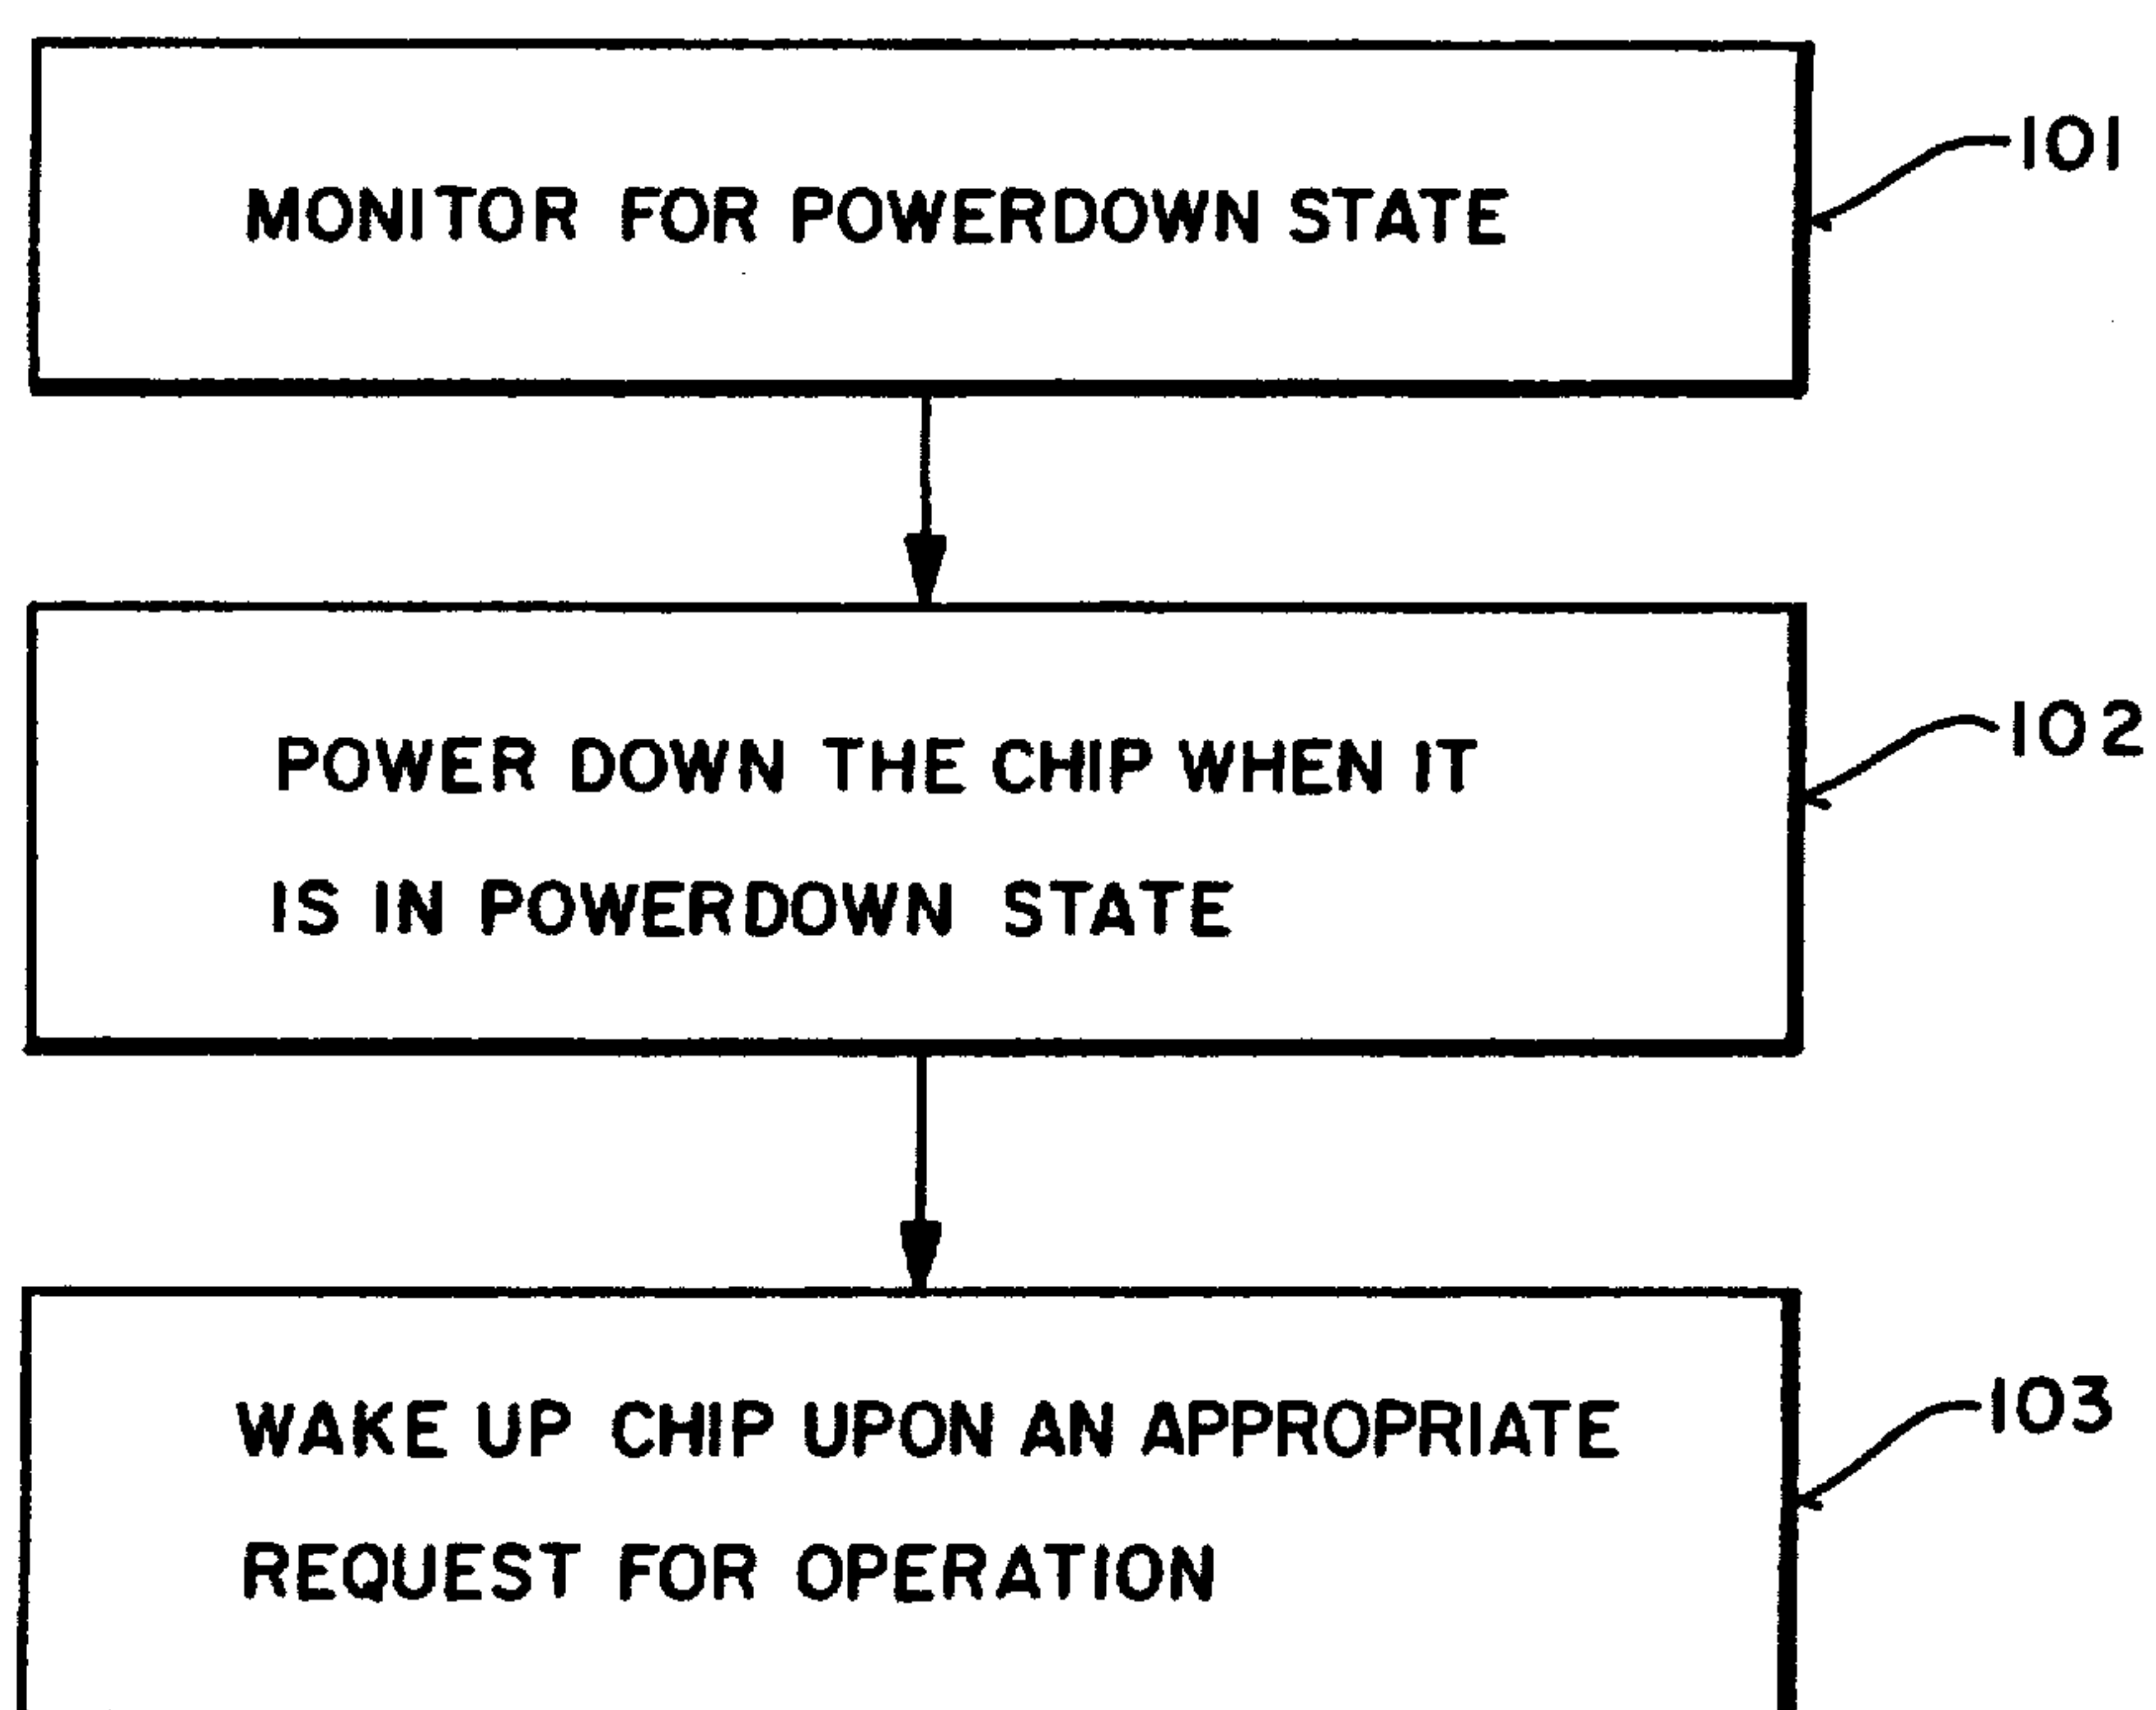 MONITOR FOR POWERDOWN STATE
101
POWER DOWN THE CHIP WHEN IT
IS IN POWERDOWN STATE
102
WAKE UP CHIP UPON AN APPROPRIATE
REQUEST FOR OPERATION
103